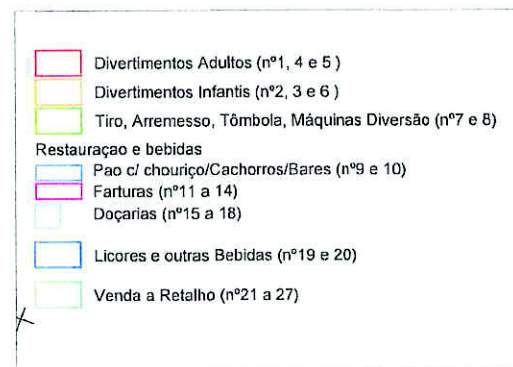 Divertimentos Adultos (nº1, 4 e 5 )
Divertimentos Infantis (nº2, 3 e 6 )
Tiro, Arremesso, Tômbola, Máquinas Diversão (nº7 e 8)
Restauraçao e bebidas
Pao c/ chouriço/Cachorros/Bares (nº9 e 10)
Farturas (nº11 a 14)
Doçarias (nº15 a 18)
Licores e outras Bebidas (nº19 e 20)
Venda a Retalho (nº21 a 27)